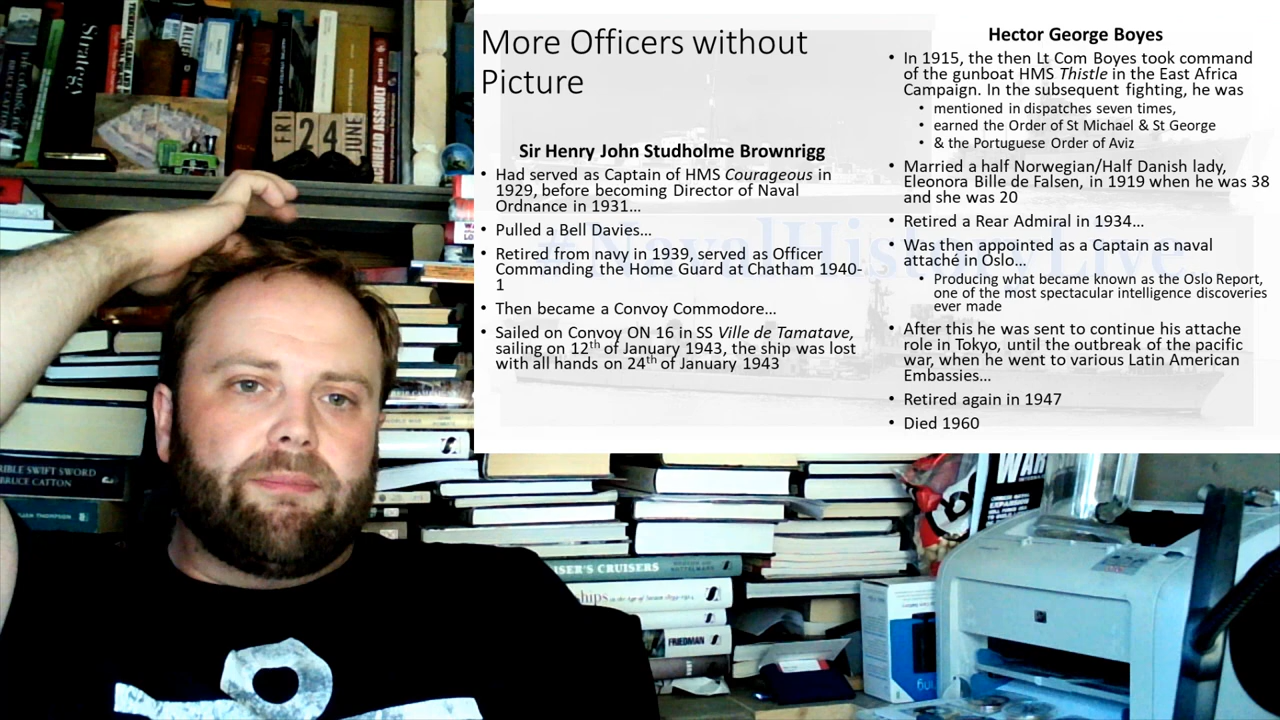 More Officers without
Picture
Sir Henry John Studholme Brownrigg
• Had served as Captain of HMS Courageous in
1929, before becoming Director of Naval
Ordnance in 1931...
• Pulled a Bell Davies...
• Retired from navy in 1939, served as Officer
Commanding the Home Guard at Chatham 1940-
1
• Then became a Convoy Commodore...
• Sailed on Convoy ON 16 in SS Ville de Tamatave,
sailing on 12th of January 1943, the ship was lost
with all hands on 24th of January 1943
Hector George Boyes
• In 1915, the then Lt Com Boyes took command
of the gunboat HMS Thistle in the East Africa
Campaign. In the subsequent fighting, he was
• mentioned in dispatches seven times,
• earned the Order of St Michael & St George
• & the Portuguese Order of Aviz
• Married a half Norwegian/Half Danish lady,
Eleonora Bille de Falsen, in 1919 when he was 38
and she was 20
• Retired a Rear Admiral in 1934...
• Was then appointed as a Captain as naval
attaché in Oslo...
• Producing what became known as the Oslo Report,
one of the most spectacular intelligence discoveries
ever made
• After this he was sent to continue his attache
role in Tokyo, until the outbreak of the pacific
war, when he went to various Latin American
Embassies...
• Retired again in 1947
• Died 1960
Strategy
BRUCE CATTON
FRI 24 JUNE
HEAD ASSAULT
SWIFT SWORD
BRUCE CATTON
THOMPSON
CRUISERS
FRIEDMAN
WAR
hp